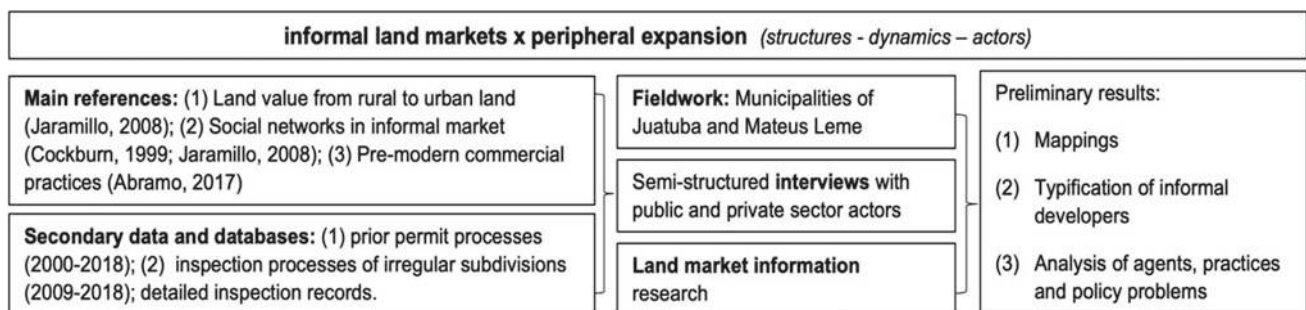 informal land markets x peripheral expansion (structures - dynamics – actors)
Main references: (1) Land value from rural to urban land
(Jaramillo, 2008); (2) Social networks in informal market
(Cockburn, 1999; Jaramillo, 2008); (3) Pre-modern commercial
practices (Abramo, 2017)
Secondary data and databases: (1) prior permit processes
(2000-2018); (2) inspection processes of irregular subdivisions
(2009-2018); detailed inspection records.
Fieldwork: Municipalities of
Juatuba and Mateus Leme
Semi-structured interviews with
public and private sector actors
Land market information
research
Preliminary results:
(1) Mappings
(2) Typification of informal
developers
(3) Analysis of agents, practices
and policy problems